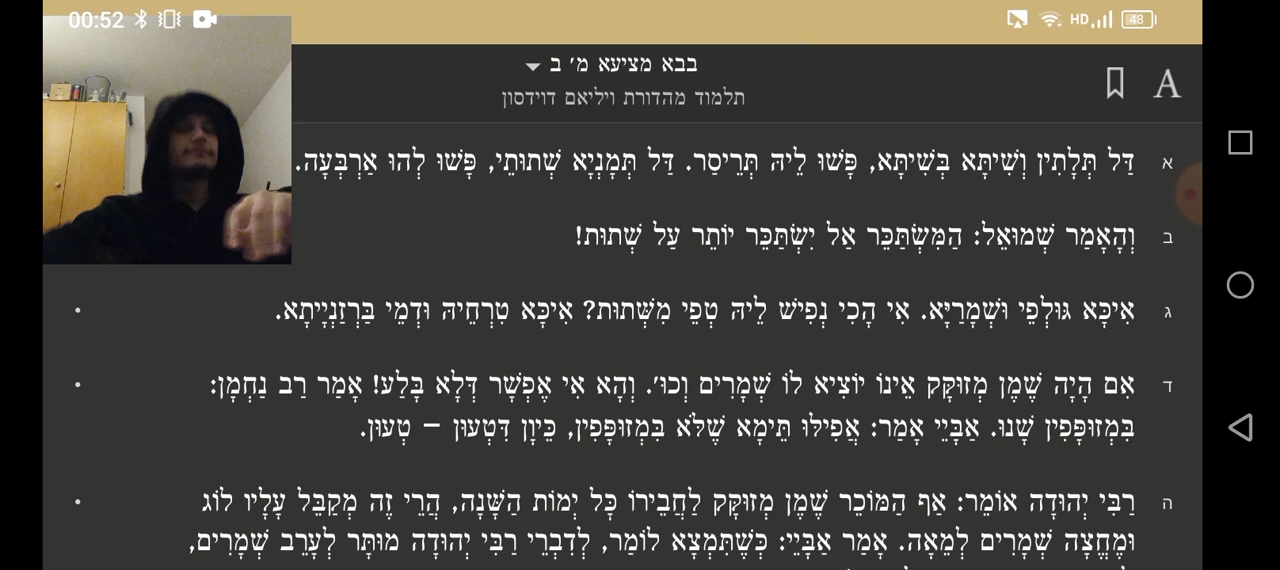 00:52
HD
48
בבא מציעא מ׳ ב
תלמוד מהדורת ויליאם דוידסון
A
א דַּל תְּלָתִין וְשִׁיתָּא בְּשִׁיתָּא, פָּשׁוּ לֵיהּ תְּרֵיסַר. דַּל תְּמָנְיָא שְׁתוּתֵי, פָּשׁוּ לְהוּ אַרְבְּעָה.
ב וְהָאָמַר שְׁמוּאֵל: הַמִּשְׂתַּכֵּר אַל יִשְׂתַּכֵּר יוֹתֵר עַל שְׁתוּת!
ג אִיכָּא גּוּלְפֵי וּשְׁמָרַיָּא. אִי הָכִי נְפִישׁ לֵיהּ טְפֵי מִשְּׁתוּת? אִיכָּא טִרְחֵיהּ וּדְמֵי בַּרְזַנְיָיתָא.
ד אִם הָיָה שֶׁמֶן מְזוּקָּק אֵינוֹ יוֹצִיא לוֹ שְׁמָרִים וְכוּ׳. וְהָא אִי אֶפְשָׁר דְּלָא בָּלַע! אָמַר רַב נַחְמָן:
בִּמְזוּפָּפִין שָׁנוּ. אַבָּיֵי אָמַר: אֲפִילּוּ תֵּימָא שֶׁלֹּא בִּמְזוּפָּפִין, כֵּיוָן דִּטְעוּן – טְעוּן.
ה רַבִּי יְהוּדָה אוֹמֵר: אַף הַמּוֹכֵר שֶׁמֶן מְזוּקָּק לַחֲבֵירוֹ כָּל יְמוֹת הַשָּׁנָה, הֲרֵי זֶה מְקַבֵּל עָלָיו לוֹג
וּמֶחֱצָה שְׁמָרִים לְמֵאָה. אָמַר אַבָּיֵי: כְּשֶׁתִּמְצָא לוֹמַר, לְדִבְרֵי רַבִּי יְהוּדָה מוּתָּר לְעָרֵב שְׁמָרִים,